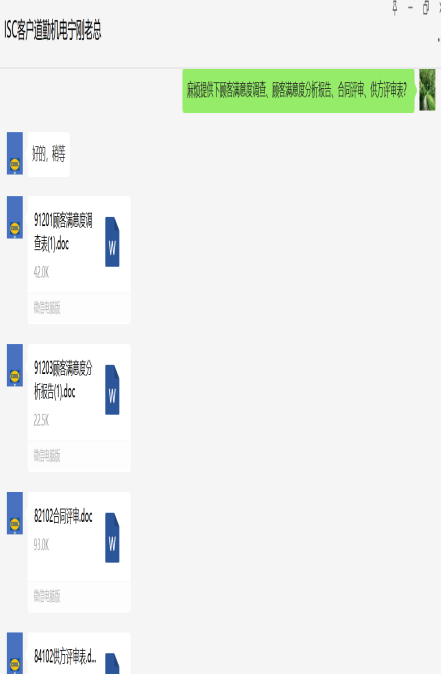 ISC客户道勤机电宁刚老总
麻烦提供下顾客满意度调查、顾客满意度分析报告、合同评审、供方评审表?
好的，稍等
91201顾客满意度调
查表(1).doc
42.0K
W
微信电脑版
91203顾客满意度分
析报告(1).doc
22.5K
W
微信电脑版
82102合同评审.doc
93.0K
W
微信电脑版
84102供方评审表.d...